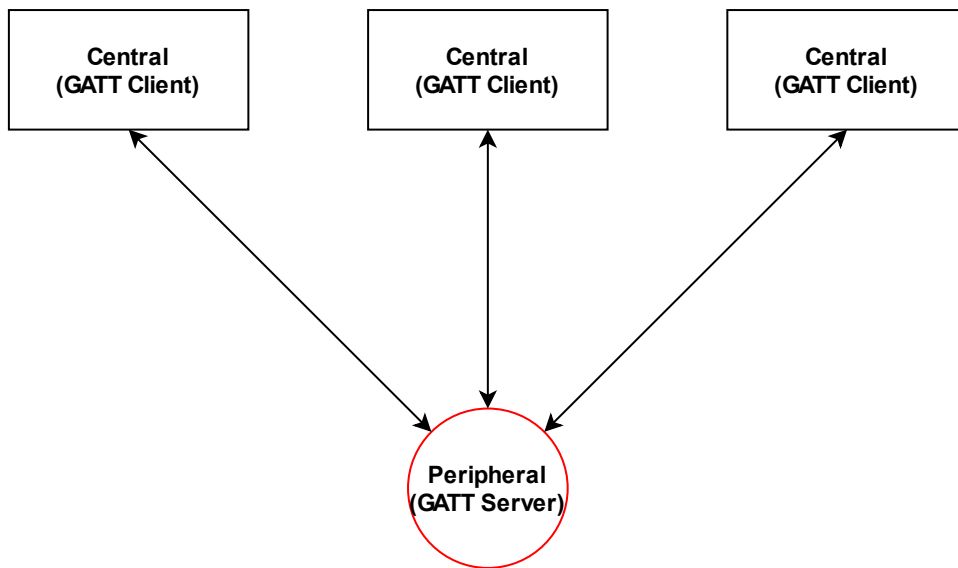 Central
(GATT Client)
Central
(GATT Client)
Central
(GATT Client)
Peripheral
(GATT Server)